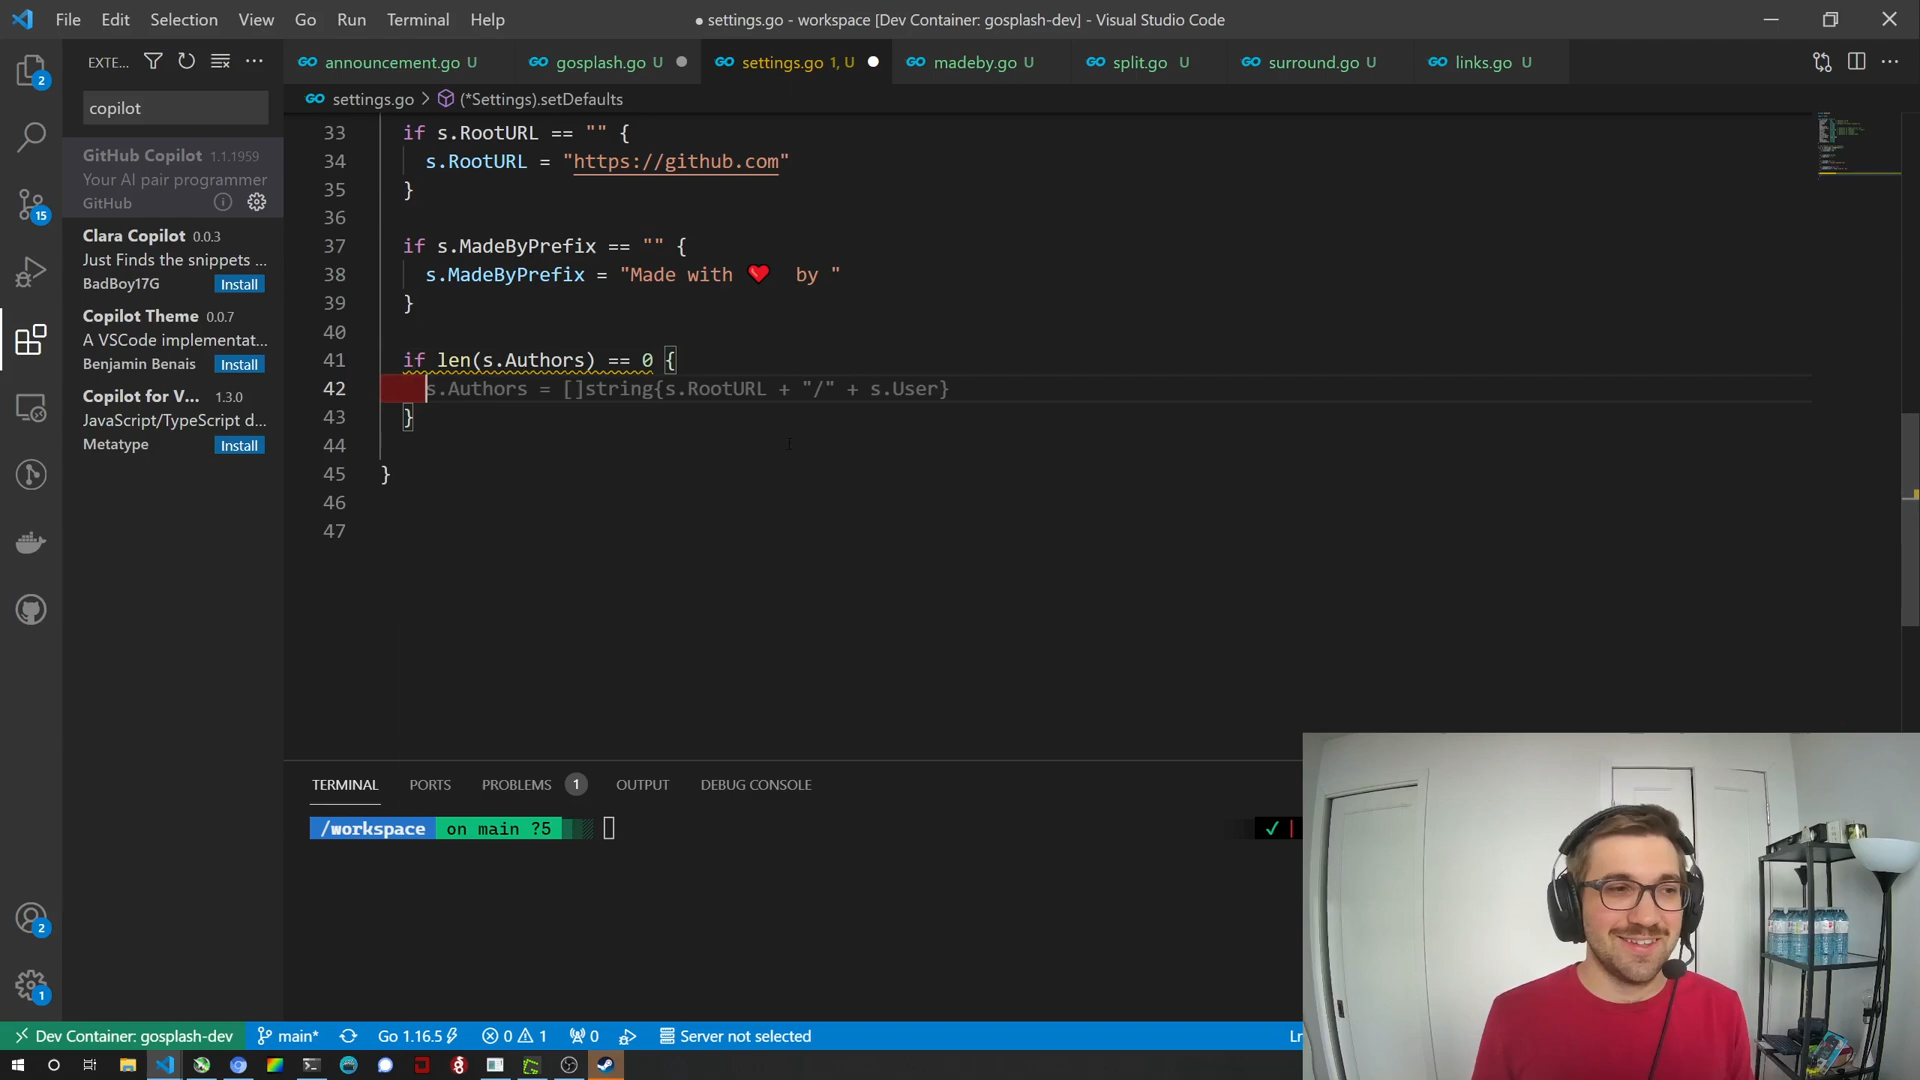 File Edit Selection View Go Run Terminal Help
● settings.go - workspace [Dev Container: gosplash-dev] - Visual Studio Code
EXTE...
announcement.go U
gosplash.go U
settings.go 1, U
madeby.go U
split.go U
surround.go U
links.go U
settings.go > (*Settings).setDefaults
copilot
GitHub Copilot 1.1.1959
Your AI pair programmer
GitHub
Clara Copilot 0.0.3
Just Finds the snippets ...
BadBoy17G Install
Copilot Theme 0.0.7
A VSCode implementat...
Benjamin Benais Install
Copilot for V... 1.3.0
JavaScript/TypeScript d...
Metatype Install
2
15
2
1
33 if s.RootURL == "" {
34 s.RootURL = "https://github.com"
35 }
36
37 if s.MadeByPrefix == "" {
38 s.MadeByPrefix = "Made with ❤️ by "
39 }
40
41 if len(s.Authors) == 0 {
42 s.Authors = []string{s.RootURL + "/" + s.User}
43 }
44
45 }
46
47
TERMINAL PORTS PROBLEMS 1 OUTPUT DEBUG CONSOLE
/workspace on main ?5
Dev Container: gosplash-dev main* Go 1.16.5 0 1 0 Server not selected Ln